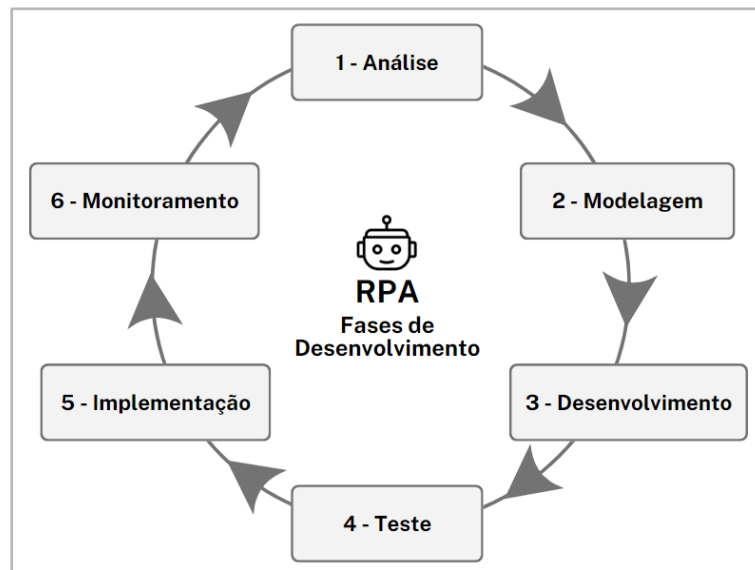 1 - Análise
2 - Modelagem
3 - Desenvolvimento
4 - Teste
5 - Implementação
6 - Monitoramento
RPA
Fases de
Desenvolvimento